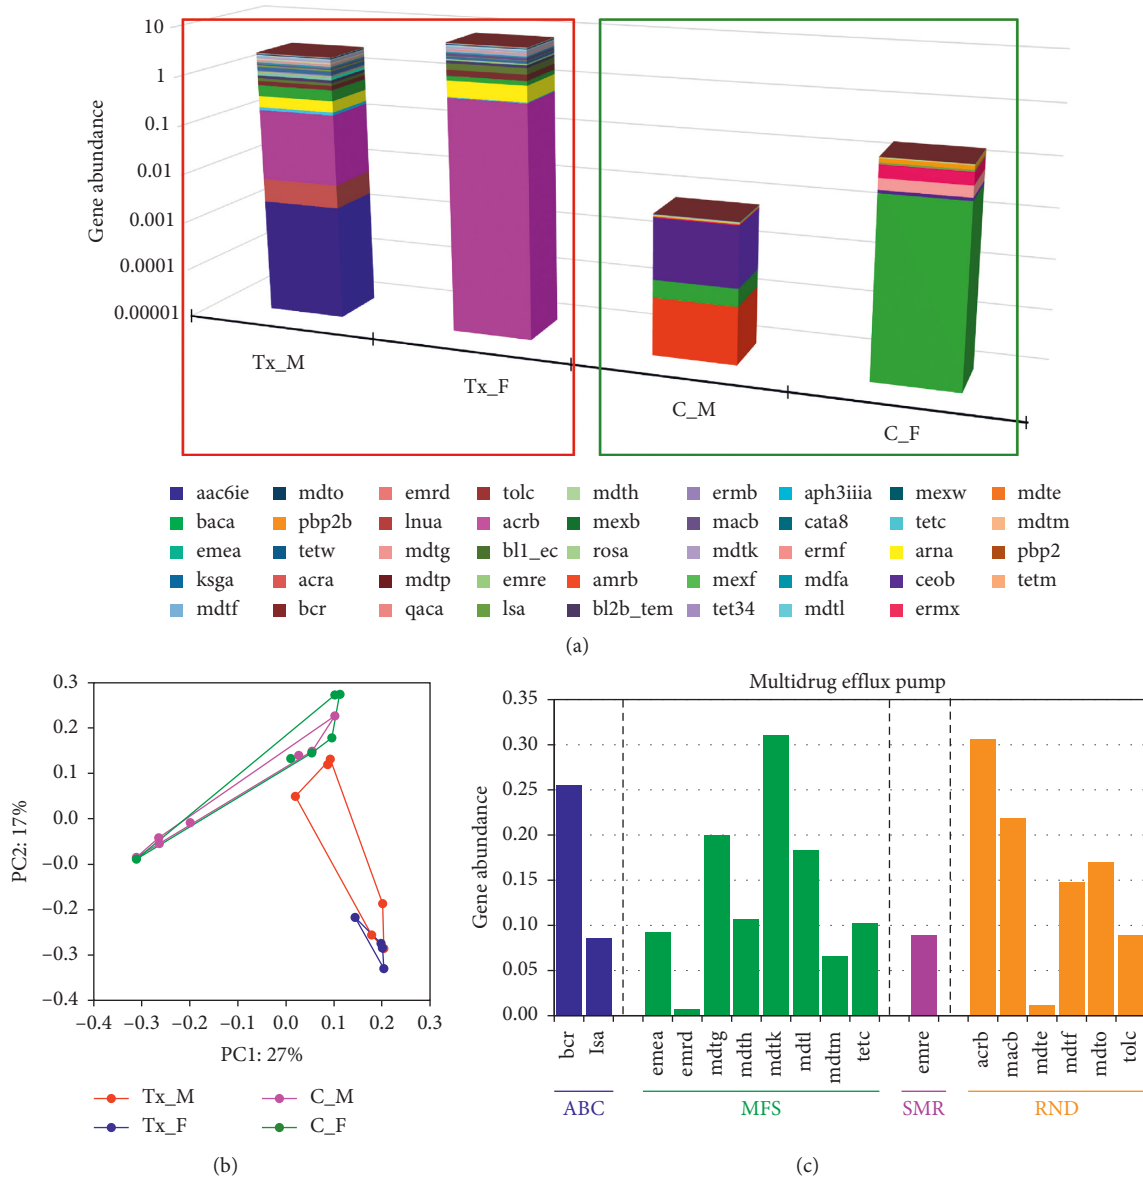 10
1
0.1
0.01
0.001
0.0001
0.00001
Gene abundance
Tx_M
Tx_F
C_M
C_F
aac6ie mdto emrd tolc mdth ermb aph3iiia mexw mdte
baca pbp2b lnua acrb mexb macb cata8 tetc mdtm
emea tetw mdtg bl1_ec rosa mdtk ermf arna pbp2
ksga acra mdtp emre amrb mexf mdfa ceob tetm
mdtf bcr qaca lsa bl2b_tem tet34 mdtl ermx
(a)
0.3
0.2
0.1
0.0
–0.0
–0.2
–0.3
–0.4
PC2: 17%
–0.4 –0.3 –0.2 –0.1 0.0 0.1 0.2 0.3
PC1: 27%
Tx_M C_M
Tx_F C_F
(b)
Multidrug efflux pump
0.35
0.30
0.25
0.20
0.15
0.10
0.05
0.00
Gene abundance
bcr lsa emea emrd mdtg mdth mdtk mdtl mdtm tetc emre acrb macb mdte mdtf mdto tolc
ABC MFS SMR RND
(c)